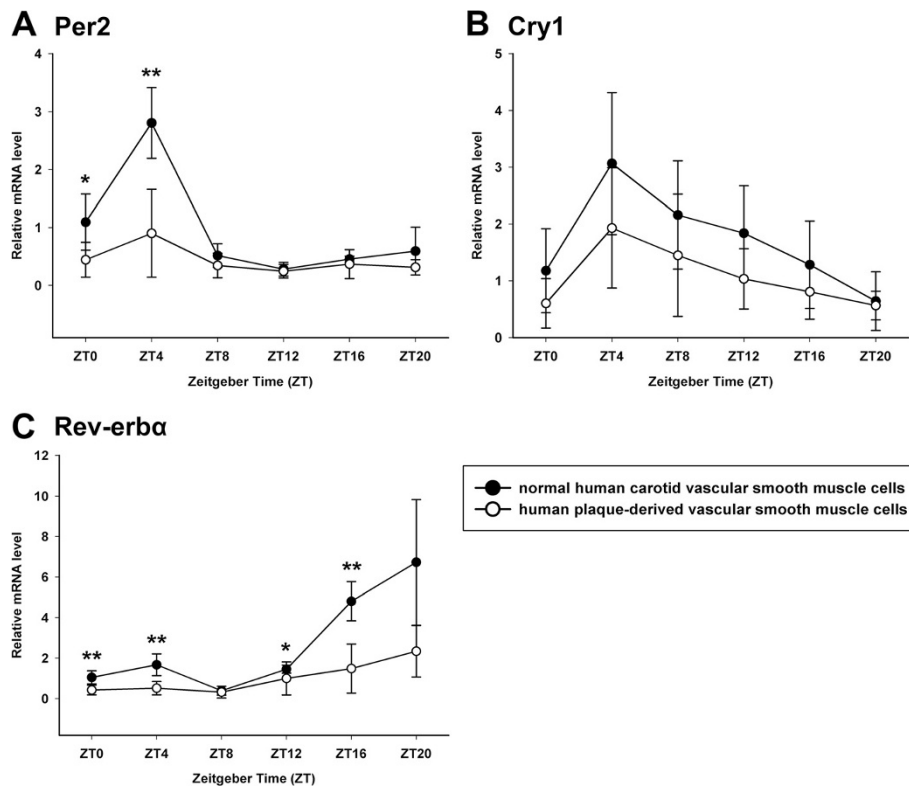 A Per2
4
3
2
1
0
Relative mRNA level
*
**
ZT0 ZT4 ZT8 ZT12 ZT16 ZT20
Zeitgeber Time (ZT)
B Cry1
5
4
3
2
1
0
Relative mRNA level
ZT0 ZT4 ZT8 ZT12 ZT16 ZT20
Zeitgeber Time (ZT)
C Rev-erbα
12
10
8
6
4
2
0
Relative mRNA level
**
**
*
**
ZT0 ZT4 ZT8 ZT12 ZT16 ZT20
Zeitgeber Time (ZT)
normal human carotid vascular smooth muscle cells
human plaque-derived vascular smooth muscle cells